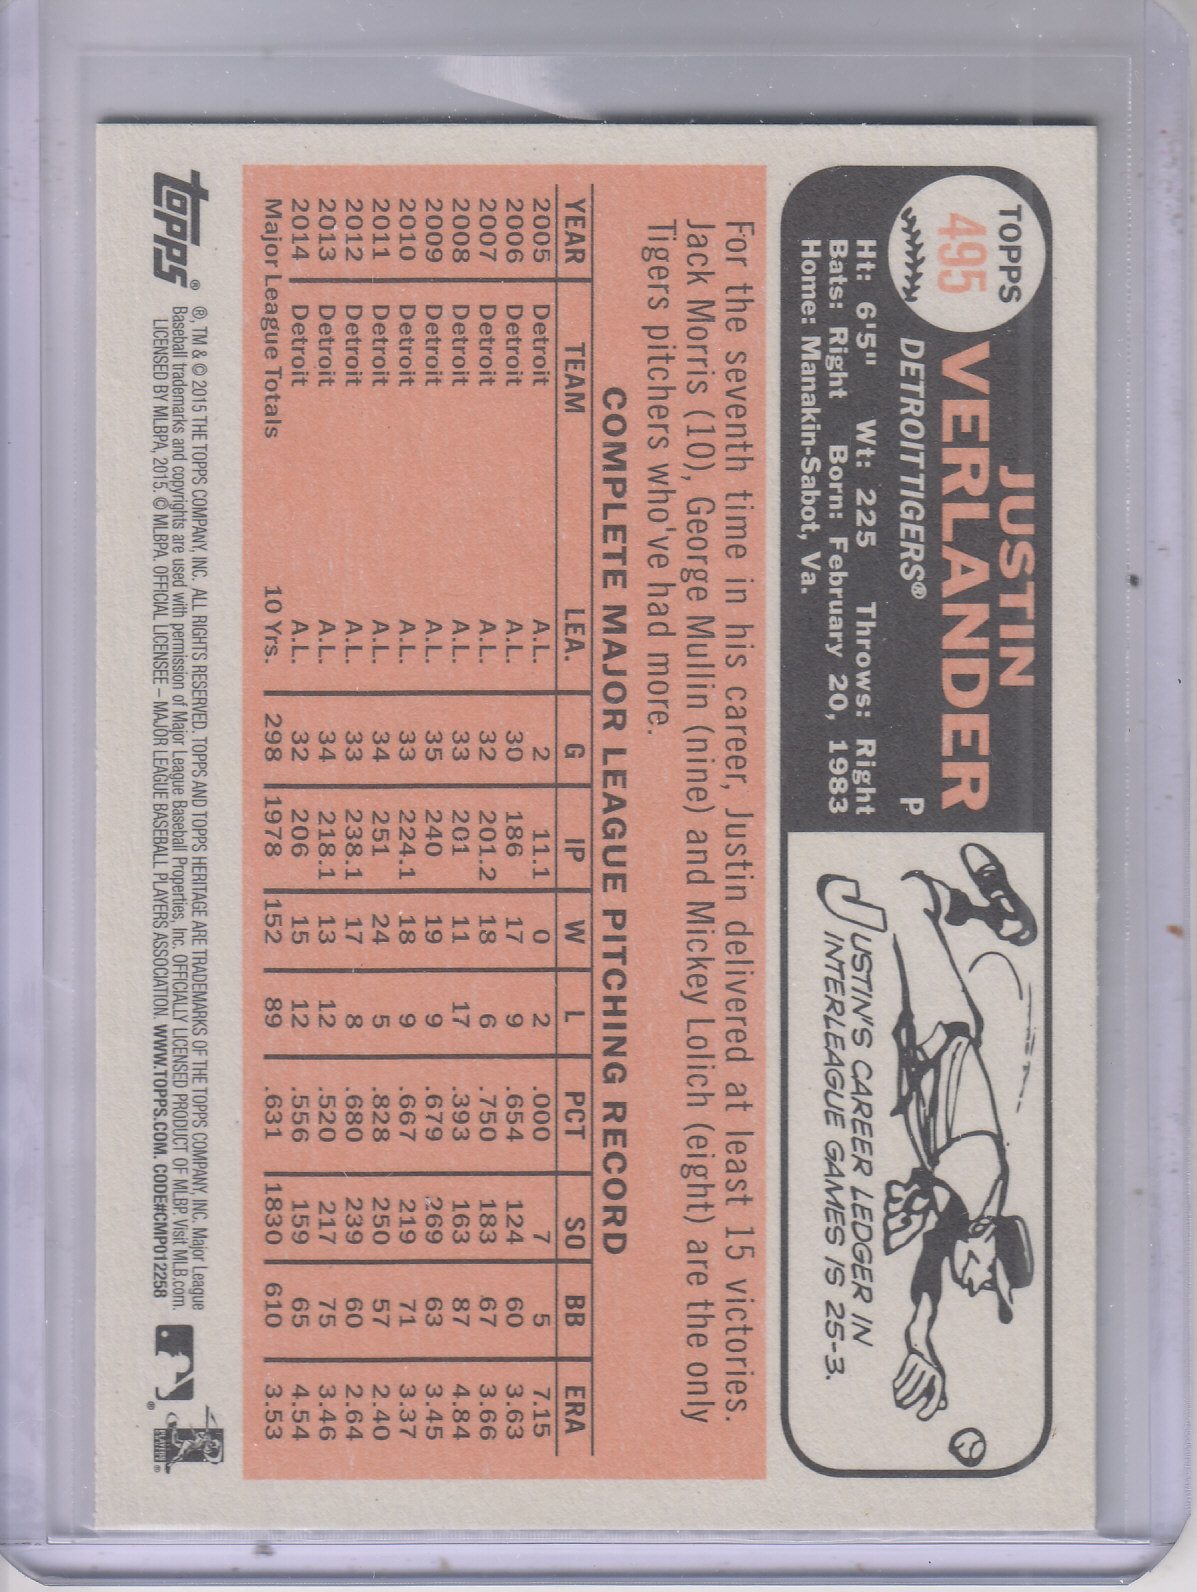 TOPPS
495
JUSTIN
VERLANDER
DETROIT TIGERS® P
Ht: 6'5" Wt: 225 Throws: Right
Bats: Right Born: February 20, 1983
Home: Manakin-Sabot, Va.
JUSTIN'S CAREER LEDGER IN
INTERLEAGUE GAMES IS 25-3.
For the seventh time in his career, Justin delivered at least 15 victories.
Jack Morris (10), George Mullin (nine) and Mickey Lolich (eight) are the only
Tigers pitchers who've had more.
COMPLETE MAJOR LEAGUE PITCHING RECORD
YEAR TEAM LEA. G IP W L PCT SO BB ERA
2005 Detroit A.L. 2 11.1 0 2 .000 7 5 7.15
2006 Detroit A.L. 30 186 17 9 .654 124 60 3.63
2007 Detroit A.L. 32 201.2 18 6 .750 183 67 3.66
2008 Detroit A.L. 33 201 11 17 .393 163 87 4.84
2009 Detroit A.L. 35 240 19 9 .679 269 63 3.45
2010 Detroit A.L. 33 224.1 18 9 .667 219 71 3.37
2011 Detroit A.L. 34 251 24 5 .828 250 57 2.40
2012 Detroit A.L. 33 238.1 17 8 .680 239 60 2.64
2013 Detroit A.L. 34 218.1 13 12 .520 217 75 3.46
2014 Detroit A.L. 32 206 15 12 .556 159 65 4.54
Major League Totals 10 Yrs. 298 1978 152 89 .631 1830 610 3.53
topps®
®, TM & © 2015 THE TOPPS COMPANY, INC. ALL RIGHTS RESERVED. TOPPS AND TOPPS HERITAGE ARE TRADEMARKS OF THE TOPPS COMPANY, INC. Major League
Baseball trademarks and copyrights are used with permission of Major League Baseball Properties, Inc. OFFICIALLY LICENSED PRODUCT OF MLBP. Visit MLB.com.
LICENSED BY MLBPA, 2015. © MLBPA. OFFICIAL LICENSEE – MAJOR LEAGUE BASEBALL PLAYERS ASSOCIATION. WWW.TOPPS.COM. CODE#CMP012258